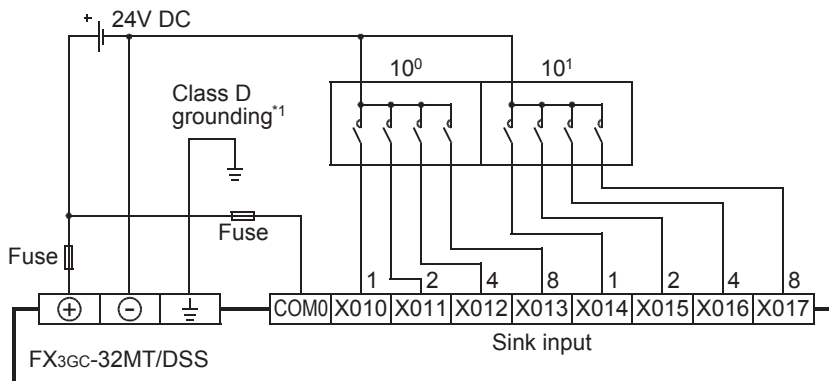 +
24V DC
10⁰ 10¹
Class D
grounding*1
Fuse
Fuse
1 2 4 8 1 2 4 8
+ - COM0 X010 X011 X012 X013 X014 X015 X016 X017
Sink input
FX3GC-32MT/DSS